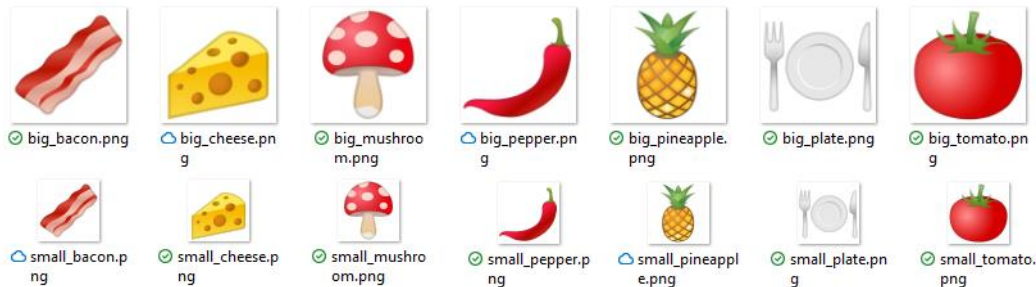 big_bacon.png
big_cheese.pn
g
big_mushroo
m.png
big_pepper.pn
g
big_pineapple.
png
big_plate.png
big_tomato.pn
g
small_bacon.p
ng
small_cheese.p
ng
small_mushro
om.png
small_pepper.p
ng
small_pineappl
e.png
small_plate.pn
g
small_tomato.
png